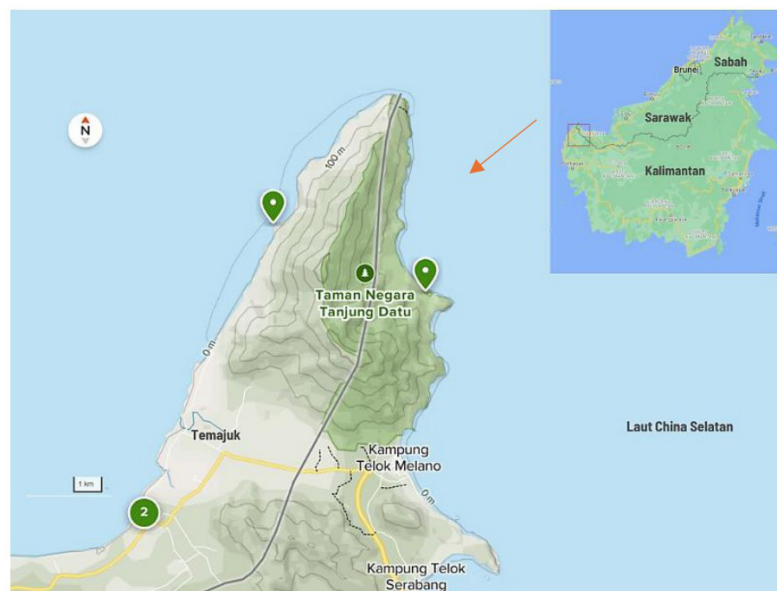 N
100 m
Taman Negara
Tanjung Datu
0 m
Temajuk
Kampung
Telok Melano
1 km
0 m
2
Kampung Telok
Serabang
Laut China Selatan
Brunei
Sabah
Sarawak
Kalimantan